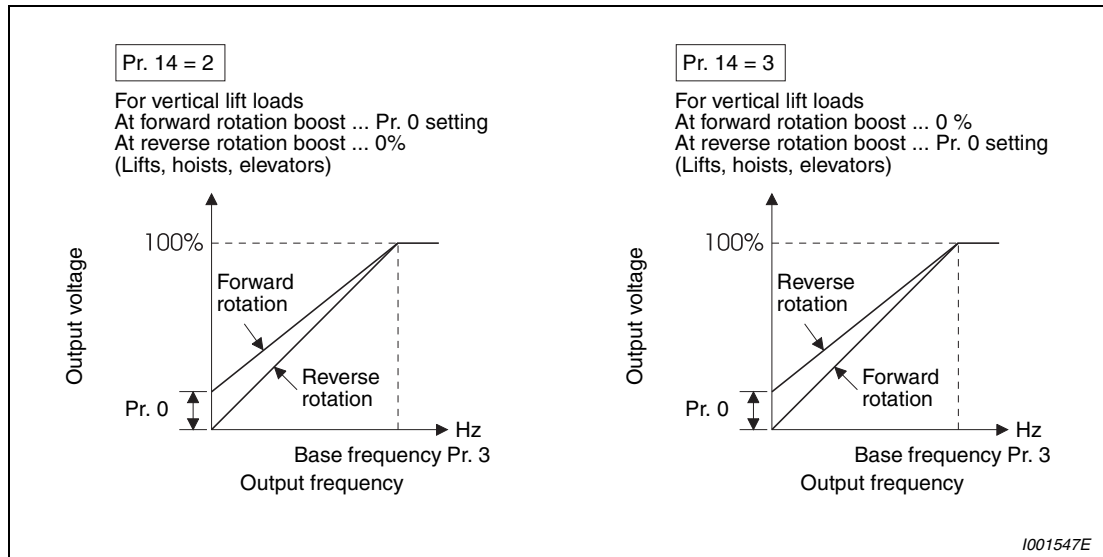 Pr. 14 = 2
For vertical lift loads
At forward rotation boost ... Pr. 0 setting
At reverse rotation boost ... 0%
(Lifts, hoists, elevators)
Output voltage
100%
Forward
rotation
Reverse
rotation
Pr. 0
Hz
Base frequency Pr. 3
Output frequency
Pr. 14 = 3
For vertical lift loads
At forward rotation boost ... 0 %
At reverse rotation boost ... Pr. 0 setting
(Lifts, hoists, elevators)
Output voltage
100%
Reverse
rotation
Forward
rotation
Pr. 0
Hz
Base frequency Pr. 3
Output frequency
I001547E